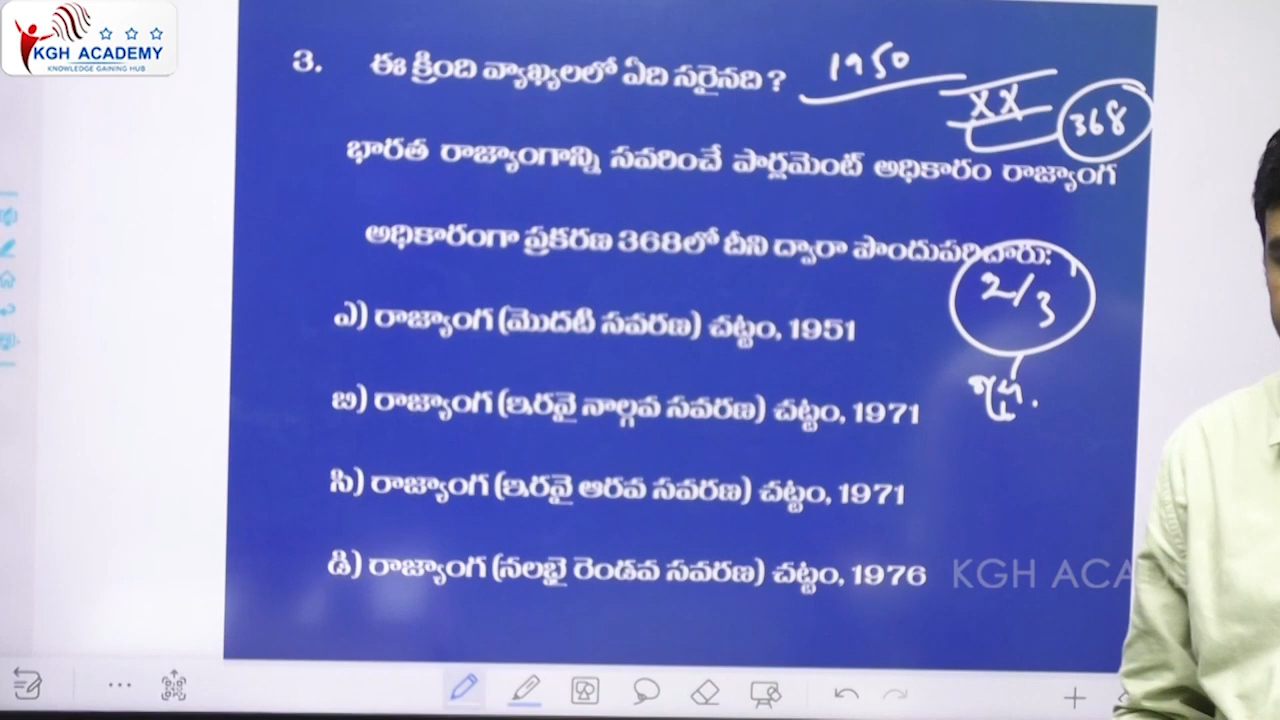 KGH ACADEMY
KNOWLEDGE GAINING HUB
3. ఈ క్రింది వ్యాఖ్యలలో ఏది సరైనది ? 1950
XX 368
భారత రాజ్యాంగాన్ని సవరించే పార్లమెంట్ అధికారం రాజ్యాంగ
అధికారంగా ప్రకరణ 368లో దీని ద్వారా పొందుపరిచారు:
2/3
ఎ) రాజ్యాంగ (మొదటి సవరణ) చట్టం, 1951
బి) రాజ్యాంగ (ఇరవై నాల్గవ సవరణ) చట్టం, 1971
సి) రాజ్యాంగ (ఇరవై ఆరవ సవరణ) చట్టం, 1971
డి) రాజ్యాంగ (నలభై రెండవ సవరణ) చట్టం, 1976
KGH ACA